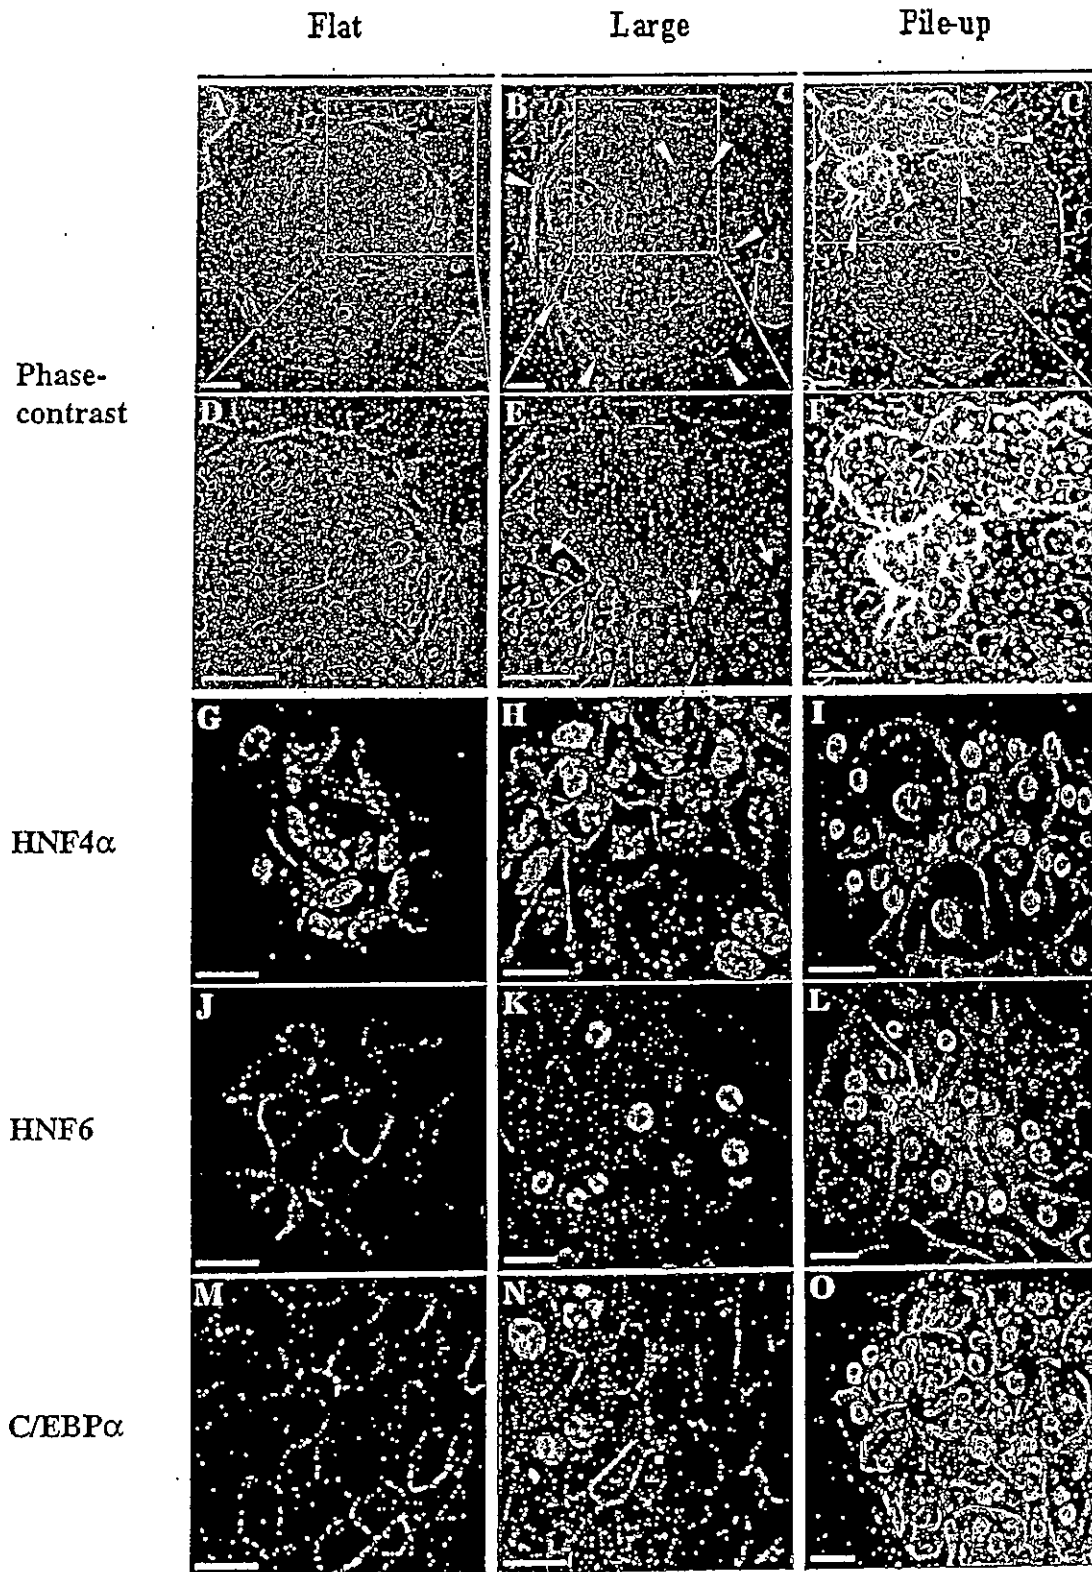 Flat Large Pile-up
A B C
Phase-
contrast
D E F
G H I
HNF4α
J K L
HNF6
M N O
C/EBPα